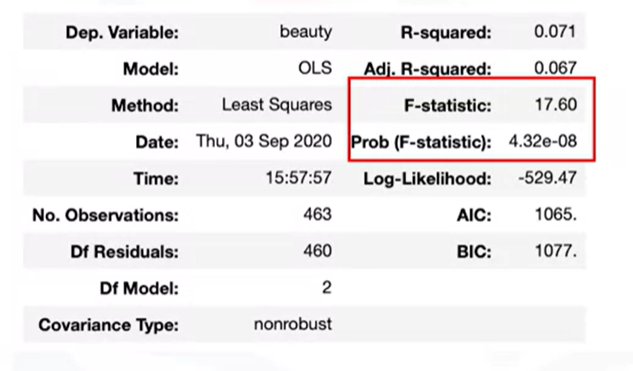 Dep. Variable: beauty R-squared: 0.071
Model: OLS Adj. R-squared: 0.067
Method: Least Squares F-statistic: 17.60
Date: Thu, 03 Sep 2020 Prob (F-statistic): 4.32e-08
Time: 15:57:57 Log-Likelihood: -529.47
No. Observations: 463 AIC: 1065.
Df Residuals: 460 BIC: 1077.
Df Model: 2
Covariance Type: nonrobust